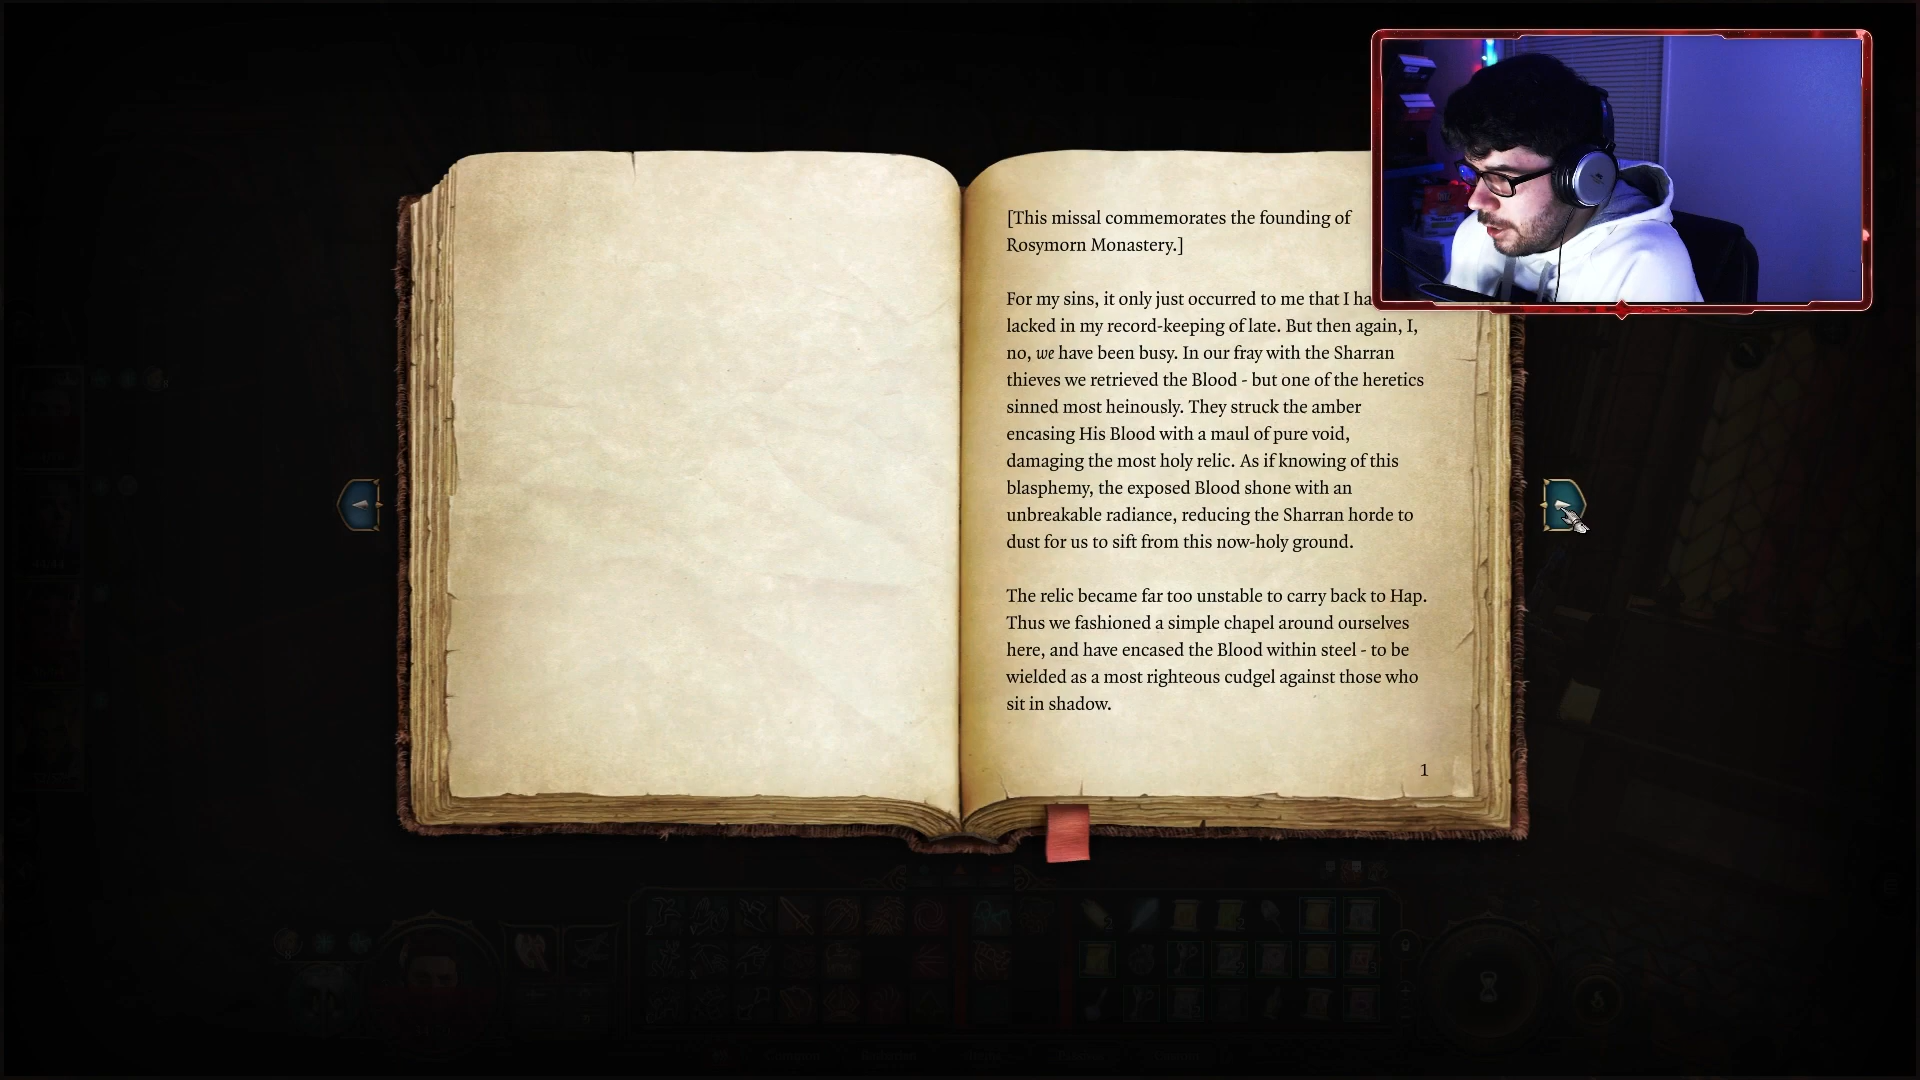 [This missal commemorates the founding of
Rosymorn Monastery.]
For my sins, it only just occurred to me that I ha
lacked in my record-keeping of late. But then again, I,
no, we have been busy. In our fray with the Sharran
thieves we retrieved the Blood - but one of the heretics
sinned most heinously. They struck the amber
encasing His Blood with a maul of pure void,
damaging the most holy relic. As if knowing of this
blasphemy, the exposed Blood shone with an
unbreakable radiance, reducing the Sharran horde to
dust for us to sift from this now-holy ground.
The relic became far too unstable to carry back to Hap.
Thus we fashioned a simple chapel around ourselves
here, and have encased the Blood within steel - to be
wielded as a most righteous cudgel against those who
sit in shadow.
1